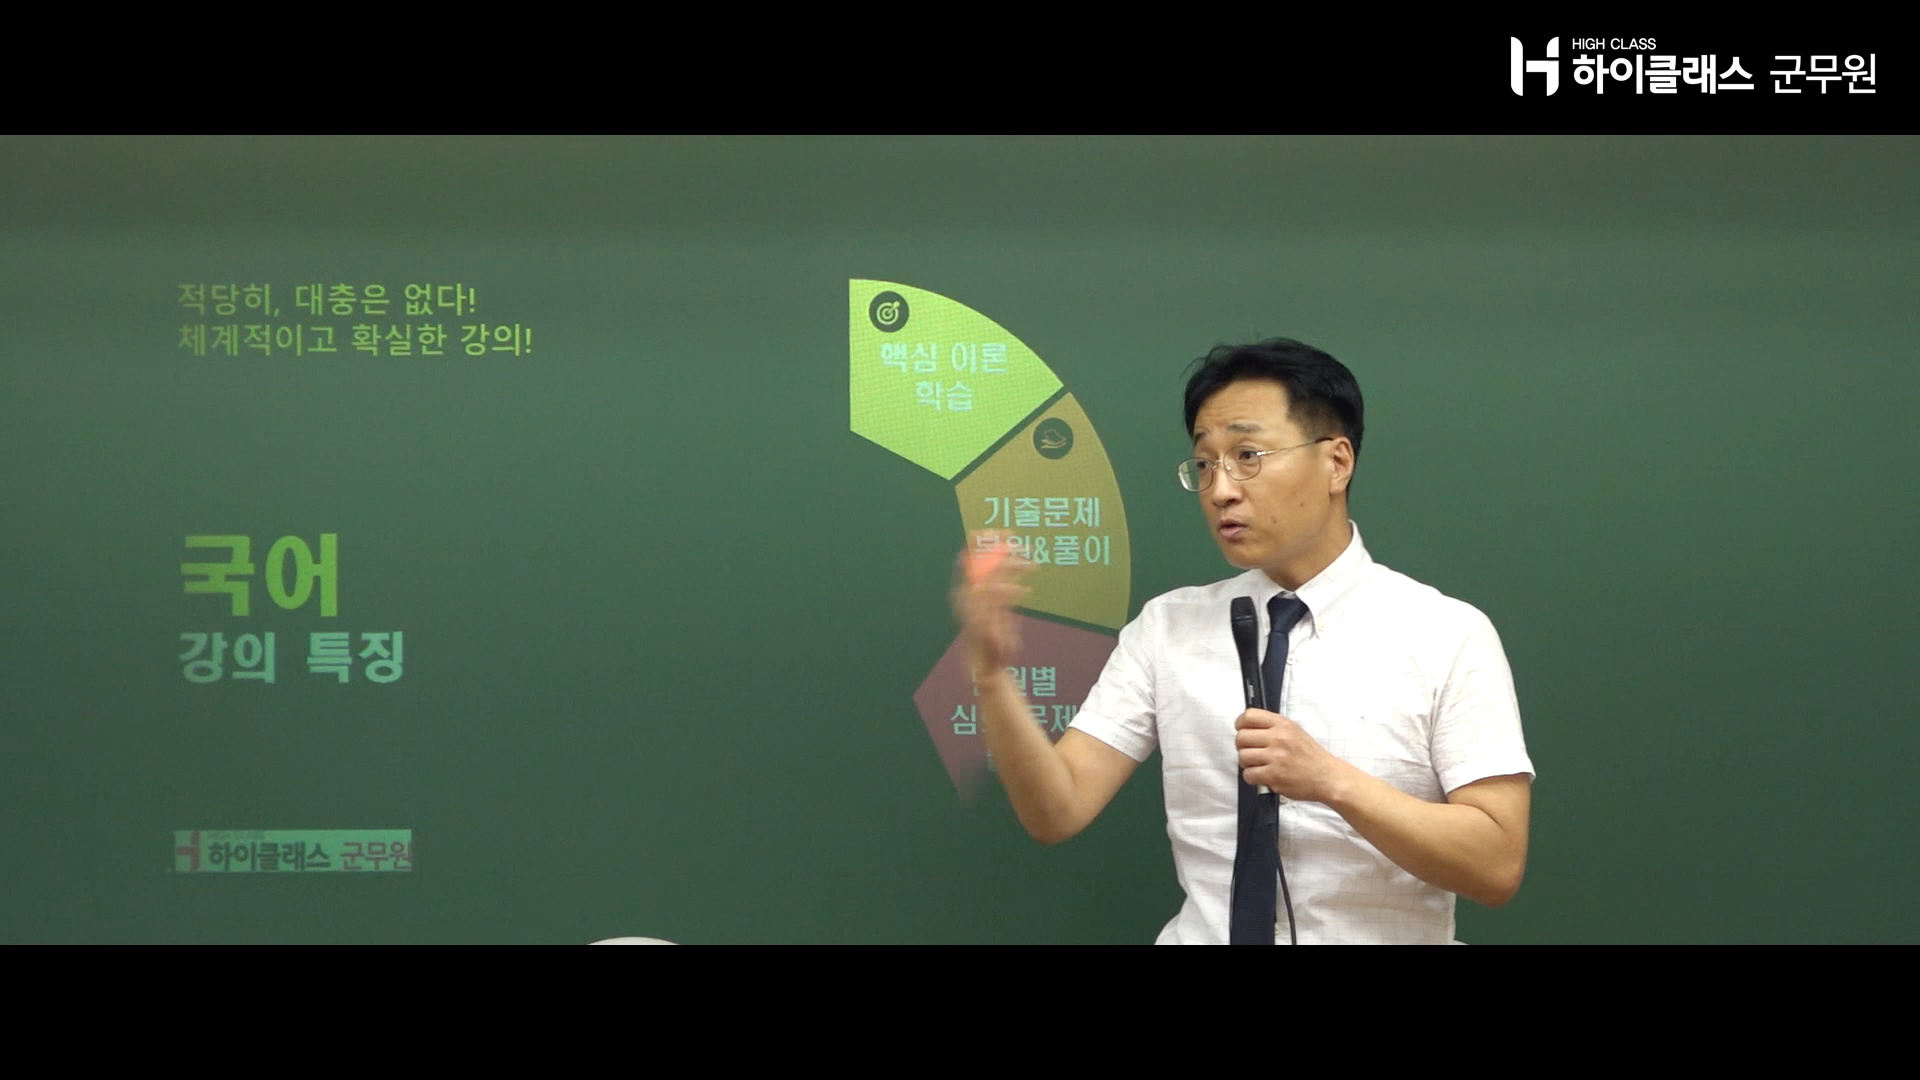 HIGH CLASS
하이클래스 군무원
적당히, 대충은 없다!
체계적이고 확실한 강의!
핵심 이론
학습
기출문제
복원&풀이
국어
강의 특징
하이클래스 군무원